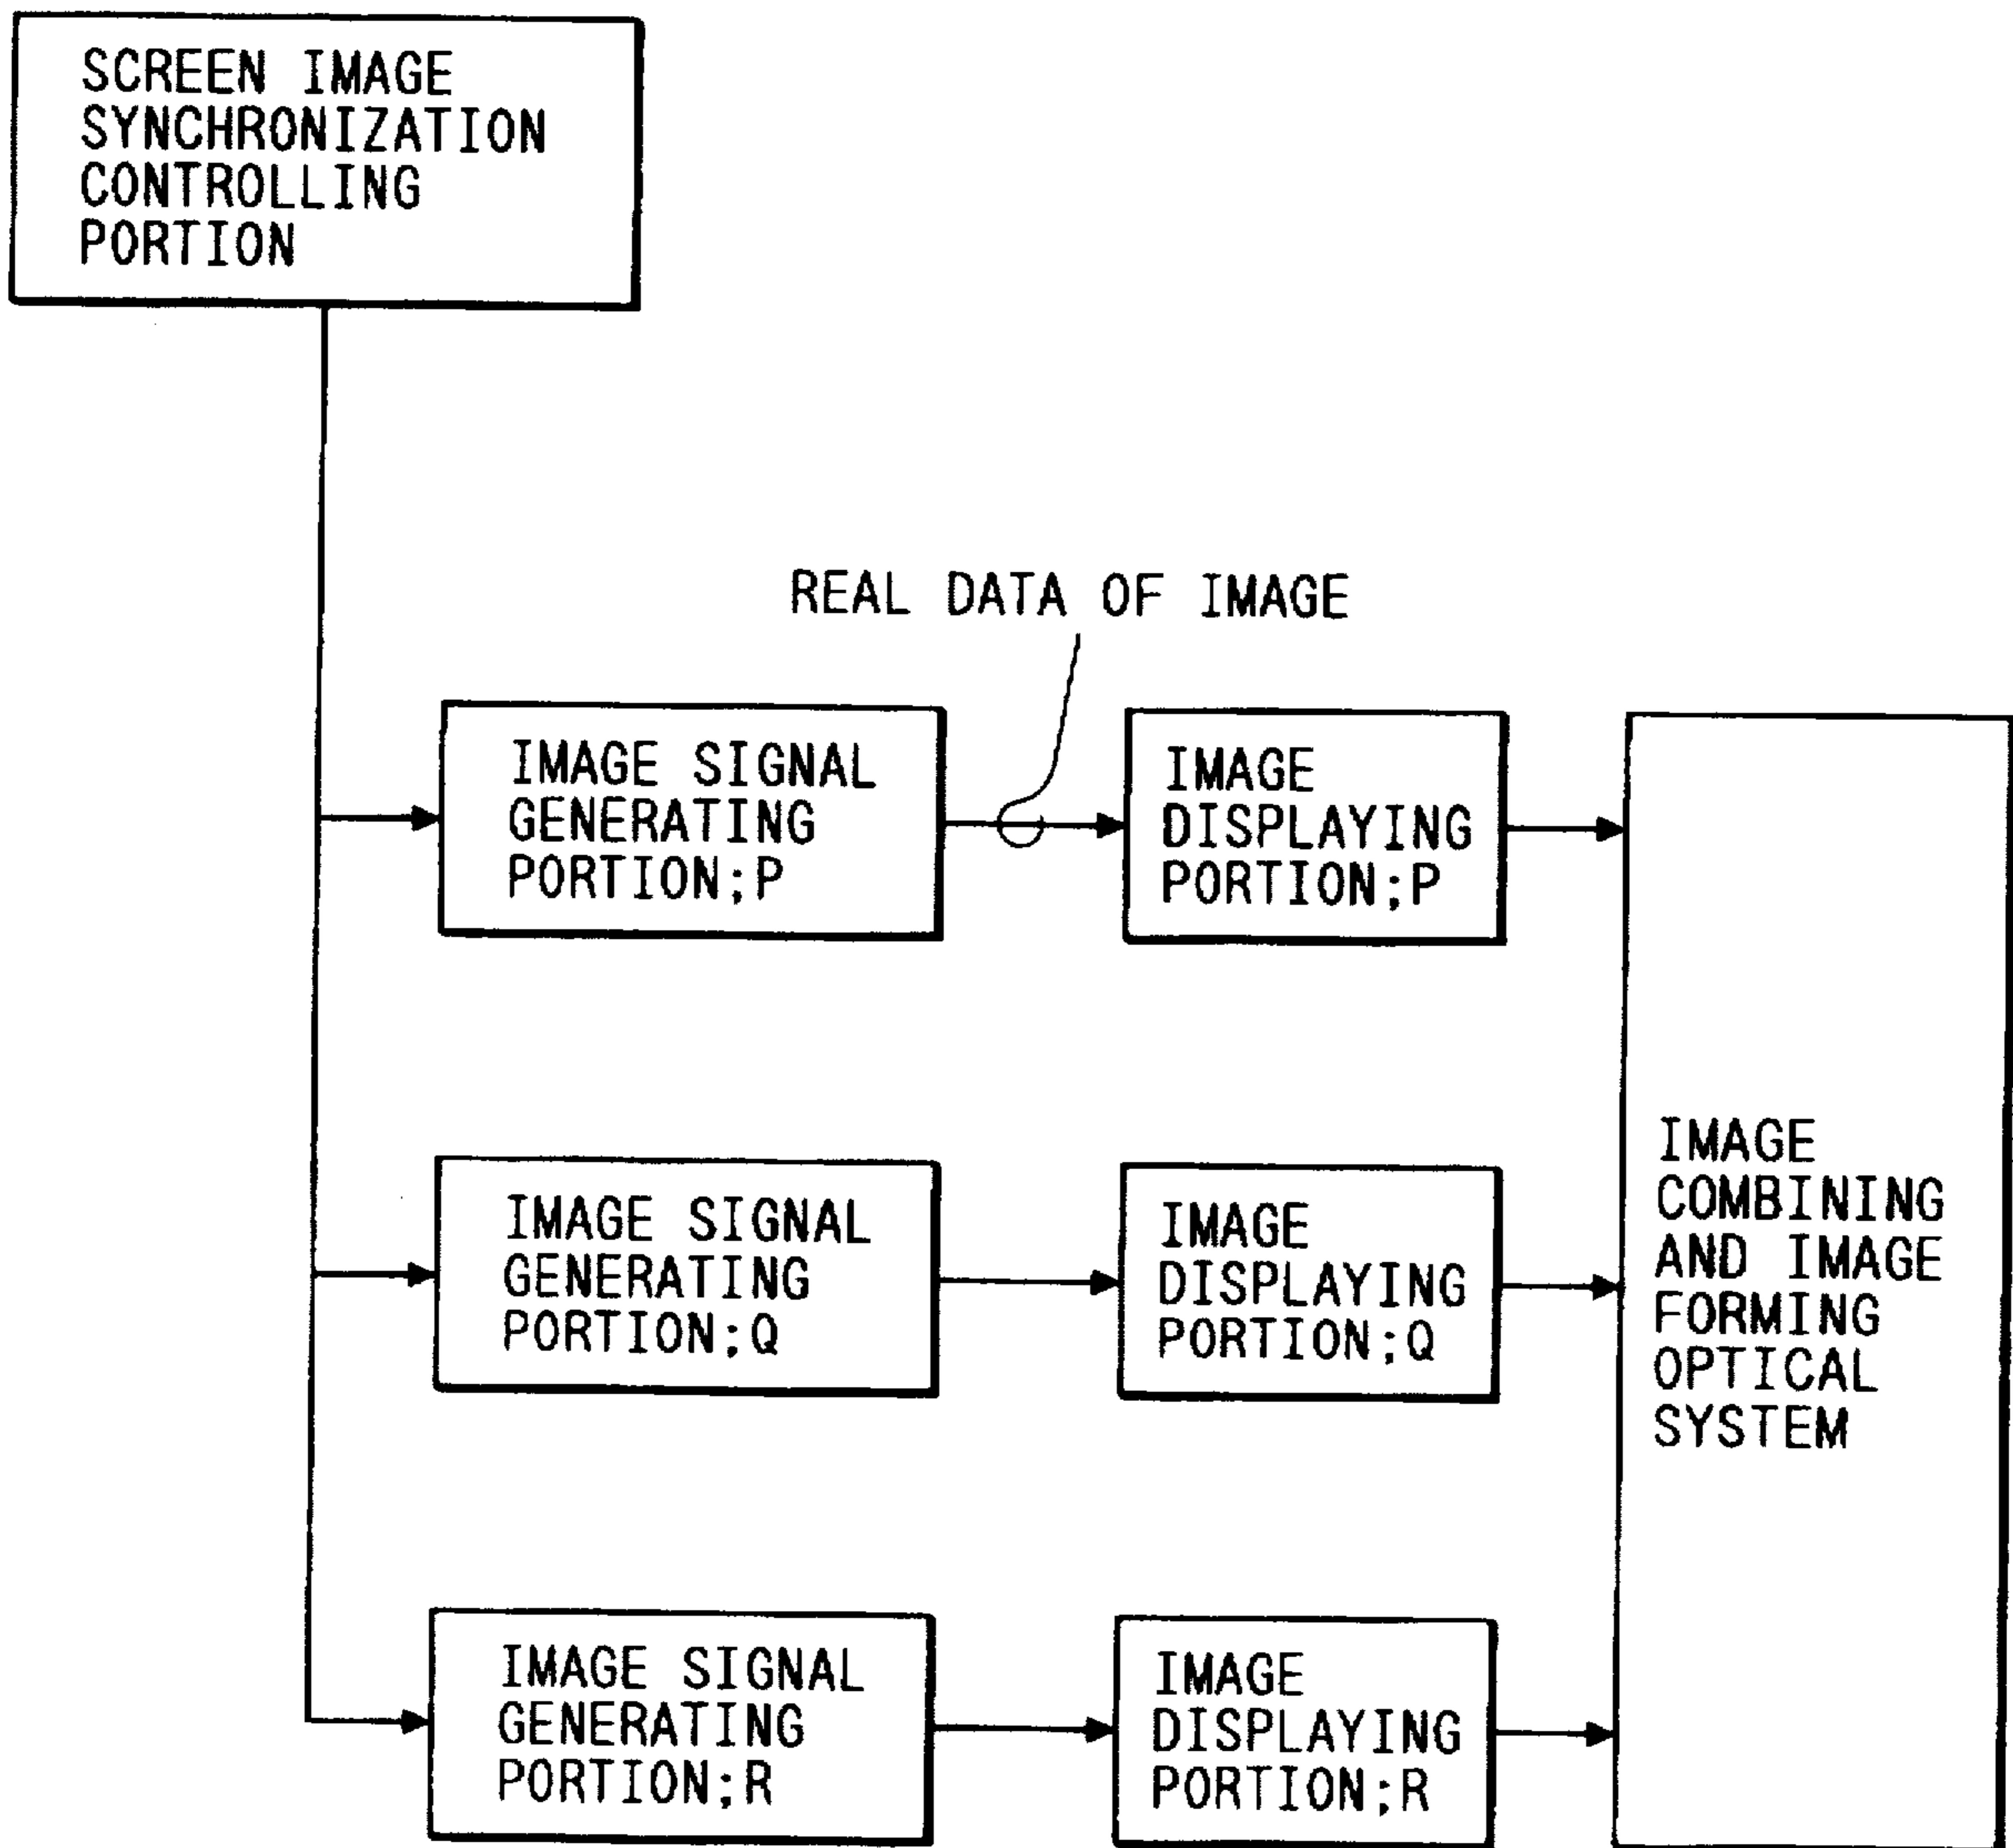 SCREEN IMAGE
SYNCHRONIZATION
CONTROLLING
PORTION
REAL DATA OF IMAGE
IMAGE SIGNAL
GENERATING
PORTION;P
IMAGE
DISPLAYING
PORTION;P
IMAGE SIGNAL
GENERATING
PORTION;Q
IMAGE
DISPLAYING
PORTION;Q
IMAGE SIGNAL
GENERATING
PORTION;R
IMAGE
DISPLAYING
PORTION;R
IMAGE
COMBINING
AND IMAGE
FORMING
OPTICAL
SYSTEM